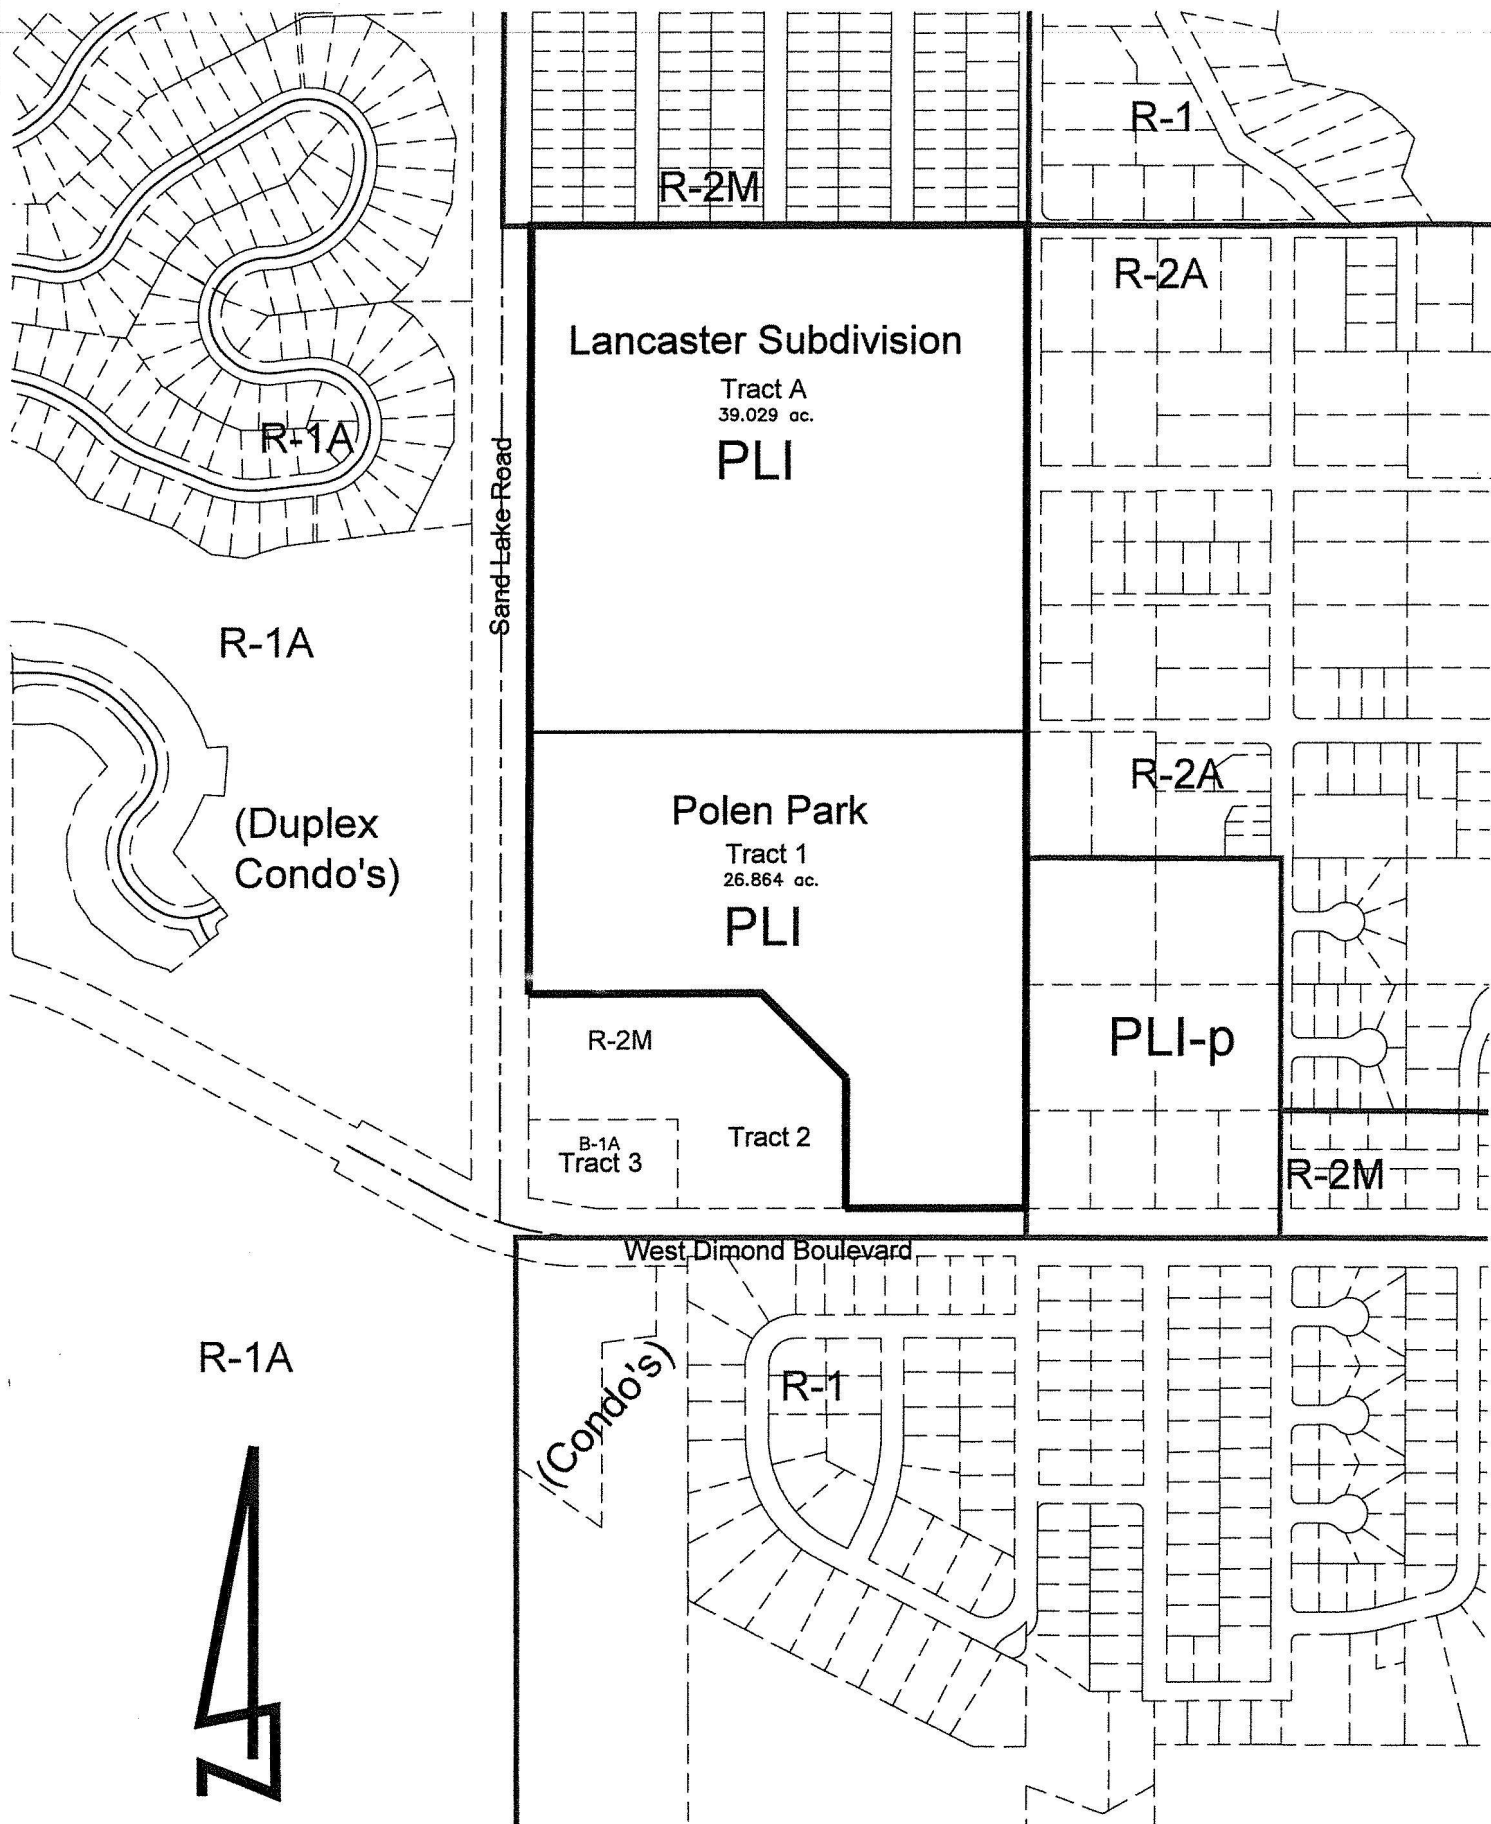 R-1
R-2M
R-2A
Lancaster Subdivision
Tract A
39.029 ac.
PLI
R-1A
Sand Lake Road
R-1A
R-2A
Polen Park
Tract 1
26.864 ac.
PLI
(Duplex
Condo's)
PLI-p
R-2M
Tract 2
B-1A
Tract 3
R-2M
West Dimond Boulevard
R-1A
(Condo's)
R-1
N